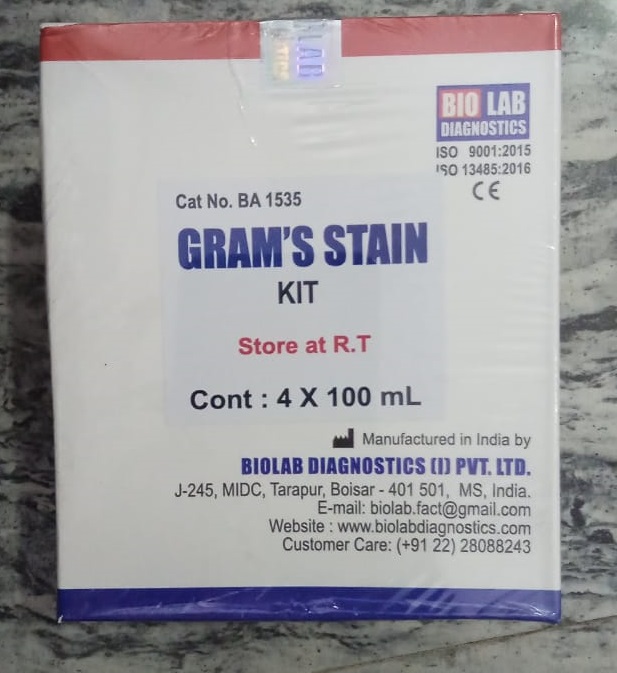 LAB
BIO LAB
DIAGNOSTICS
ISO 9001:2015
ISO 13485:2016
CE
Cat No. BA 1535
GRAM'S STAIN
KIT
Store at R.T
Cont : 4 X 100 mL
Manufactured in India by
BIOLAB DIAGNOSTICS (I) PVT. LTD.
J-245, MIDC, Tarapur, Boisar - 401 501, MS, India.
E-mail: biolab.fact@gmail.com
Website : www.biolabdiagnostics.com
Customer Care: (+91 22) 28088243